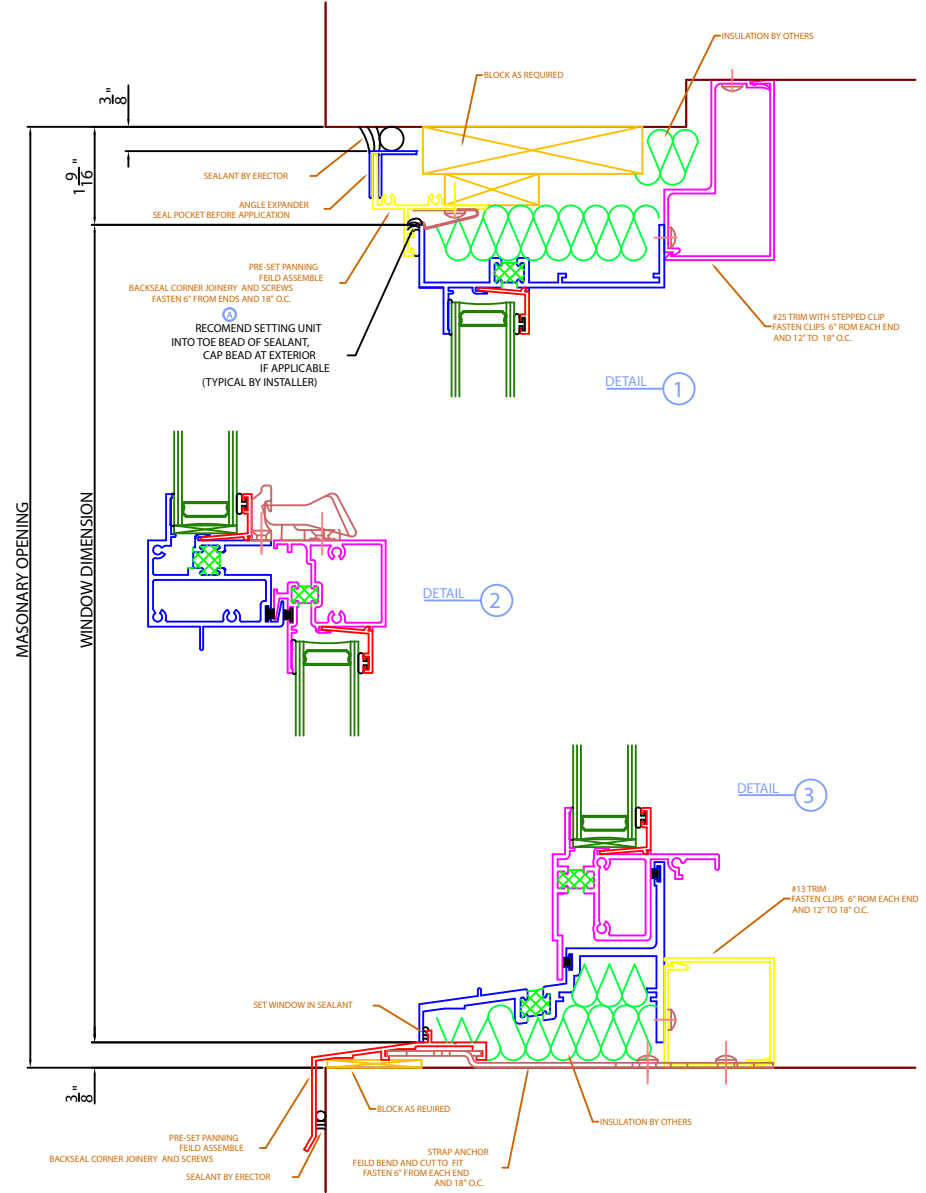 INSULATION BY OTHERS
BLOCK AS REQUIRED
3/8"
SEALANT BY ERECTOR
1 9/16"
ANGLE EXPANDER
SEAL POCKET BEFORE APPLICATION
PRE-SET PANNING
FEILD ASSEMBLE
BACKSEAL CORNER JOINERY AND SCREWS
FASTEN 6" FROM ENDS AND 18" O.C.
A
RECOMEND SETTING UNIT
INTO TOE BEAD OF SEALANT,
CAP BEAD AT EXTERIOR
IF APPLICABLE
(TYPICAL BY INSTALLER)
#25 TRIM WITH STEPPED CLIP
FASTEN CLIPS 6" ROM EACH END
AND 12" TO 18" O.C.
DETAIL 1
MASONARY OPENING
WINDOW DIMENSION
DETAIL 2
DETAIL 3
#13 TRIM
FASTEN CLIPS 6" ROM EACH END
AND 12" TO 18" O.C.
SET WINDOW IN SEALANT
3/8"
BLOCK AS REUIRED
INSULATION BY OTHERS
PRE-SET PANNING
FEILD ASSEMBLE
BACKSEAL CORNER JOINERY AND SCREWS
SEALANT BY ERECTOR
STRAP ANCHOR
FEILD BEND AND CUT TO FIT
FASTEN 6" FROM EACH END
AND 18" O.C.